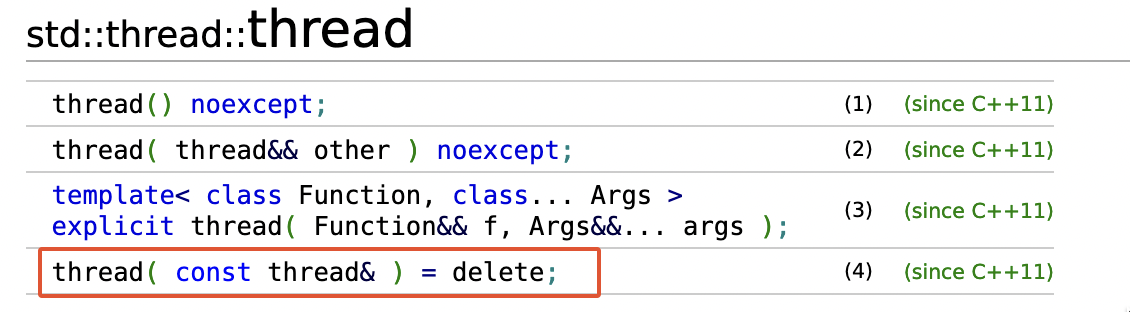 std::thread::thread
thread() noexcept; (1) (since C++11)
thread( thread&& other ) noexcept; (2) (since C++11)
template< class Function, class... Args >
explicit thread( Function&& f, Args&&... args ); (3) (since C++11)
thread( const thread& ) = delete; (4) (since C++11)